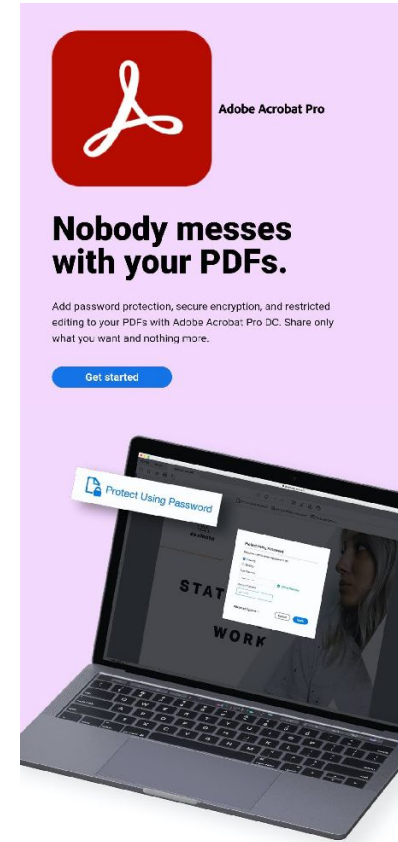 Adobe Acrobat Pro
Nobody messes
with your PDFs.
Add password protection, secure encryption, and restricted
editing to your PDFs with Adobe Acrobat Pro DC. Share only
what you want and nothing more.
Get started
Protect Using Password
STAT
WORK